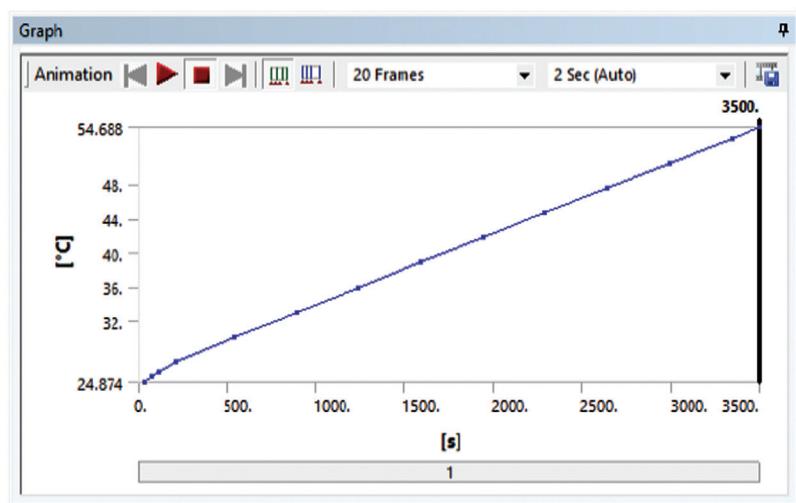 Graph
Animation 20 Frames 2 Sec (Auto)
3500.
54.688
48.
44.
40.
36.
32.
24.874
[°C]
0. 500. 1000. 1500. 2000. 2500. 3000. 3500.
[s]
1